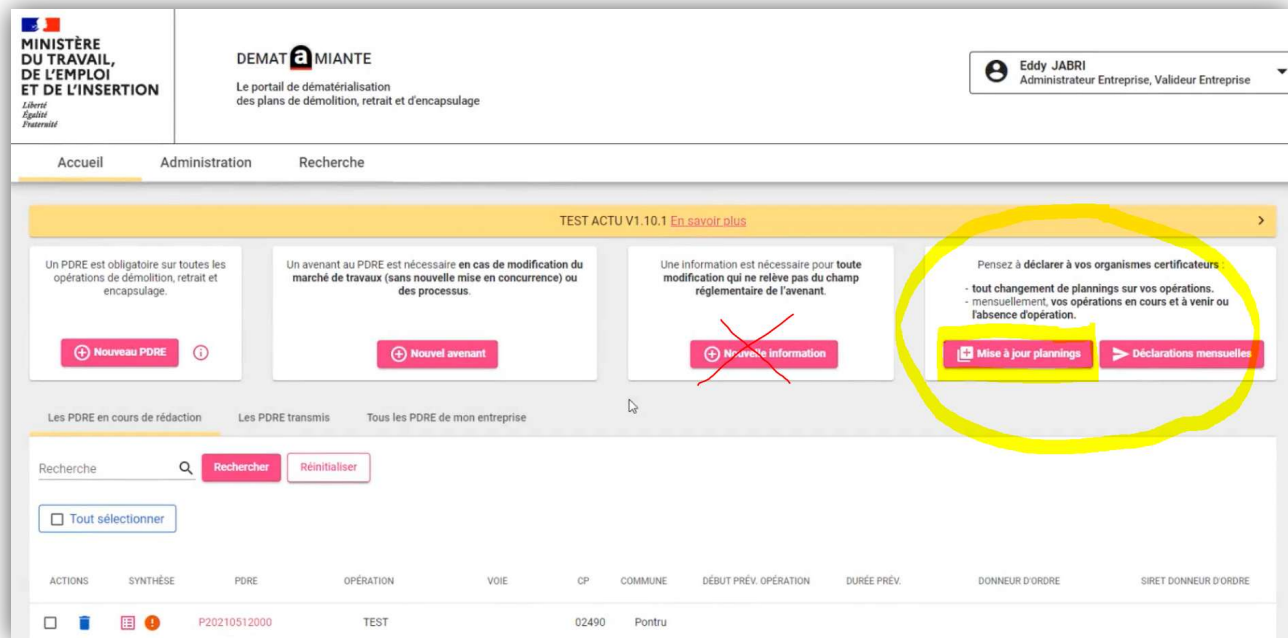 MINISTÈRE
DU TRAVAIL,
DE L'EMPLOI
ET DE L'INSERTION
Liberté
Égalité
Fraternité
DEMAT@MIANTE
Le portail de dématérialisation
des plans de démolition, retrait et d'encapsulage
Eddy JABRI
Administrateur Entreprise, Valideur Entreprise
Accueil Administration Recherche
TEST ACTU V1.10.1 En savoir plus
Un PDRE est obligatoire sur toutes les
opérations de démolition, retrait et
encapsulage.
Nouveau PDRE
Un avenant au PDRE est nécessaire en cas de modification du
marché de travaux (sans nouvelle mise en concurrence) ou
des processus.
Nouvel avenant
Une information est nécessaire pour toute
modification qui ne relève pas du champ
réglementaire de l'avenant.
Nouvelle information
Pensez à déclarer à vos organismes certificateurs :
- tout changement de plannings sur vos opérations.
- mensuellement, vos opérations en cours et à venir ou
l'absence d'opération.
Mise à jour plannings Déclarations mensuelles
Les PDRE en cours de rédaction Les PDRE transmis Tous les PDRE de mon entreprise
Recherche Rechercher Réinitialiser
Tout sélectionner
ACTIONS SYNTHÈSE PDRE OPÉRATION VOIE CP COMMUNE DÉBUT PRÉV. OPÉRATION DURÉE PRÉV. DONNEUR D'ORDRE SIRET DONNEUR D'ORDRE
P20210512000 TEST 02490 Pontru